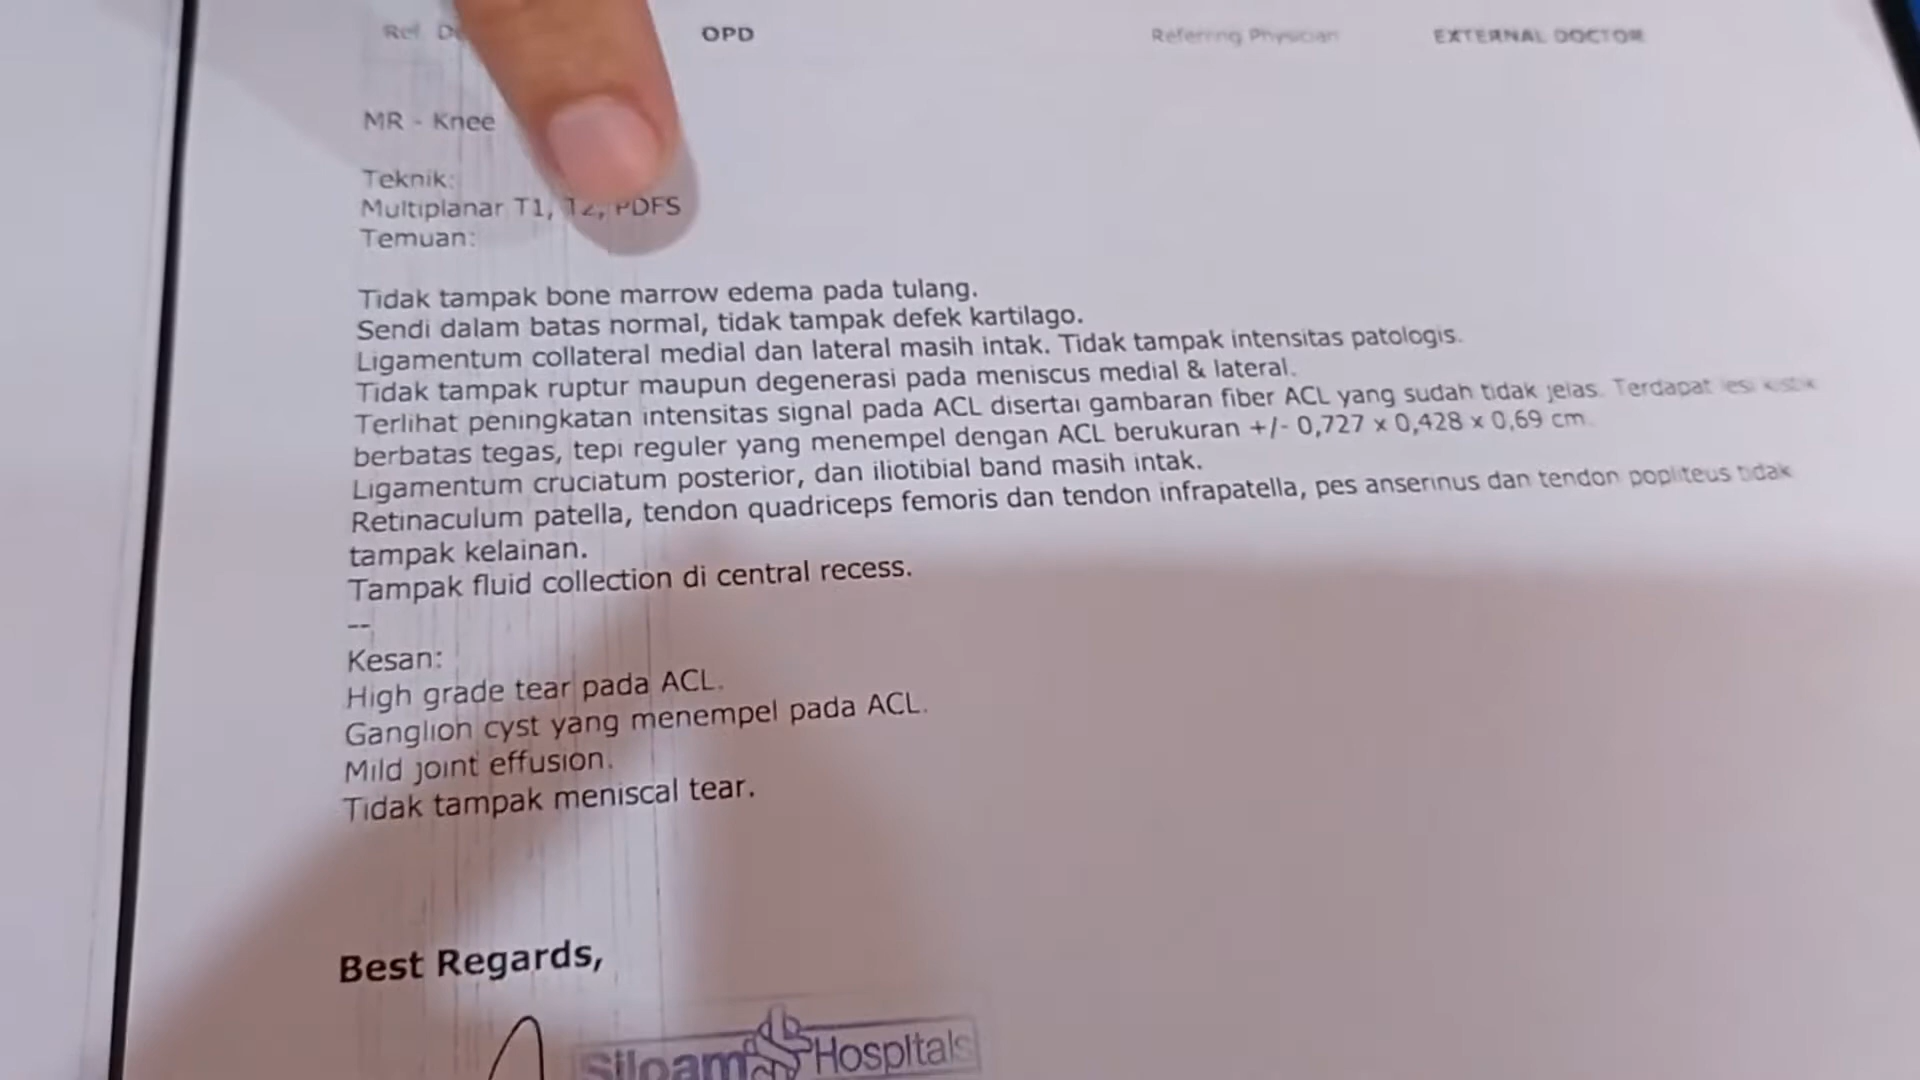 Ref. OPD Referring Physician EXTERNAL DOCTOR
MR - Knee
Teknik:
Multiplanar T1, T2, PDFS
Temuan:
Tidak tampak bone marrow edema pada tulang.
Sendi dalam batas normal, tidak tampak defek kartilago.
Ligamentum collateral medial dan lateral masih intak. Tidak tampak intensitas patologis.
Tidak tampak ruptur maupun degenerasi pada meniscus medial & lateral.
Terlihat peningkatan intensitas signal pada ACL disertai gambaran fiber ACL yang sudah tidak jelas. Terdapat lesi kistik
berbatas tegas, tepi reguler yang menempel dengan ACL berukuran +/- 0,727 x 0,428 x 0,69 cm
Ligamentum cruciatum posterior, dan iliotibial band masih intak.
Retinaculum patella, tendon quadriceps femoris dan tendon infrapatella, pes anserinus dan tendon popliteus tidak
tampak kelainan.
Tampak fluid collection di central recess.
--
Kesan:
High grade tear pada ACL.
Ganglion cyst yang menempel pada ACL.
Mild joint effusion.
Tidak tampak meniscal tear.
Best Regards,
Siloam Hospitals